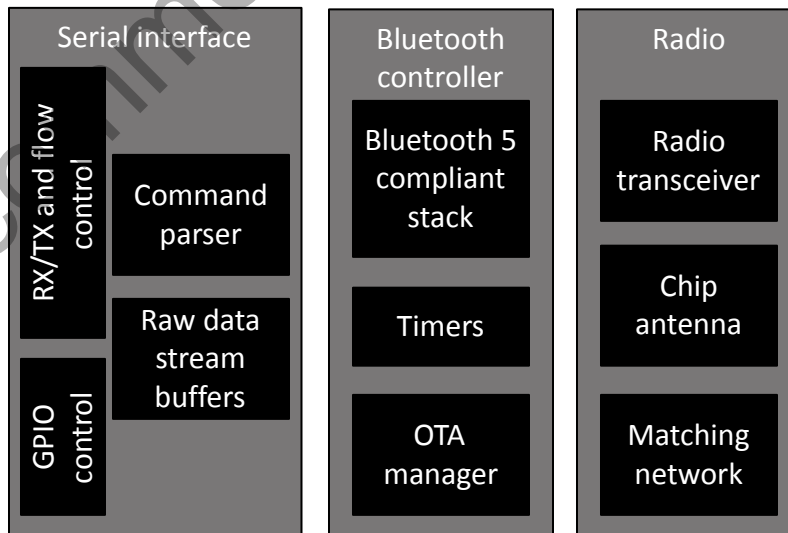 Serial interface
RX/TX and flow
control
GPIO
control
Command
parser
Raw data
stream
buffers
Bluetooth
controller
Bluetooth 5
compliant
stack
Timers
OTA
manager
Radio
Radio
transceiver
Chip
antenna
Matching
network